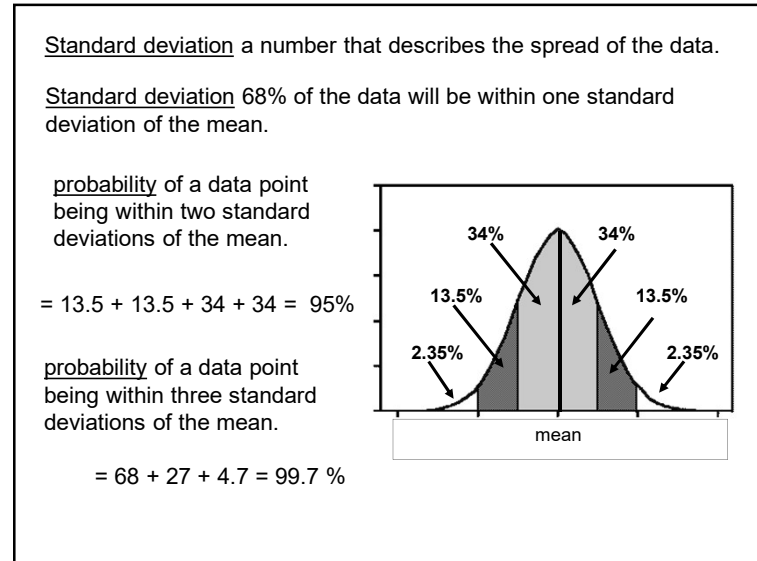 Standard deviation a number that describes the spread of the data.
Standard deviation 68% of the data will be within one standard
deviation of the mean.
probability of a data point
being within two standard
deviations of the mean.
= 13.5 + 13.5 + 34 + 34 = 95%
probability of a data point
being within three standard
deviations of the mean.
= 68 + 27 + 4.7 = 99.7 %
34% 34%
13.5% 13.5%
2.35% 2.35%
mean